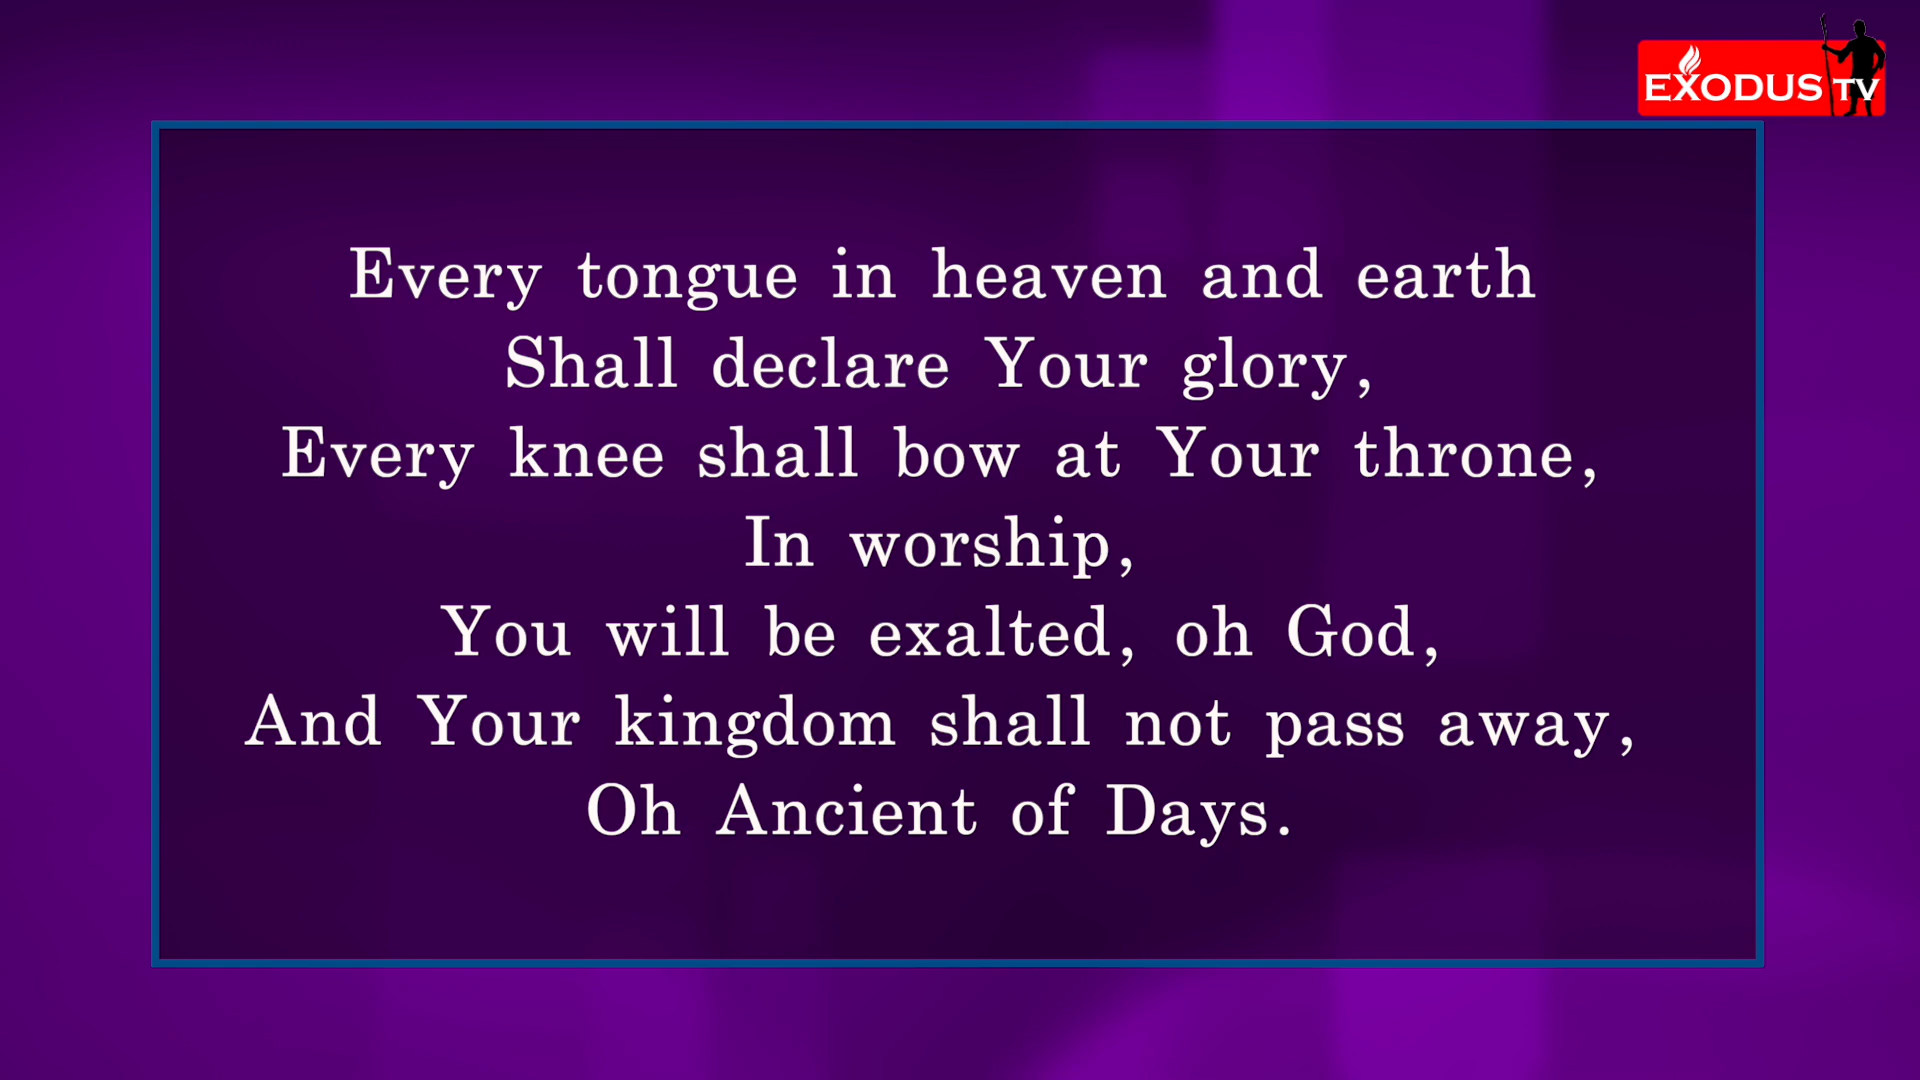 EXODUS TV
Every tongue in heaven and earth
Shall declare Your glory,
Every knee shall bow at Your throne,
In worship,
You will be exalted, oh God,
And Your kingdom shall not pass away,
Oh Ancient of Days.